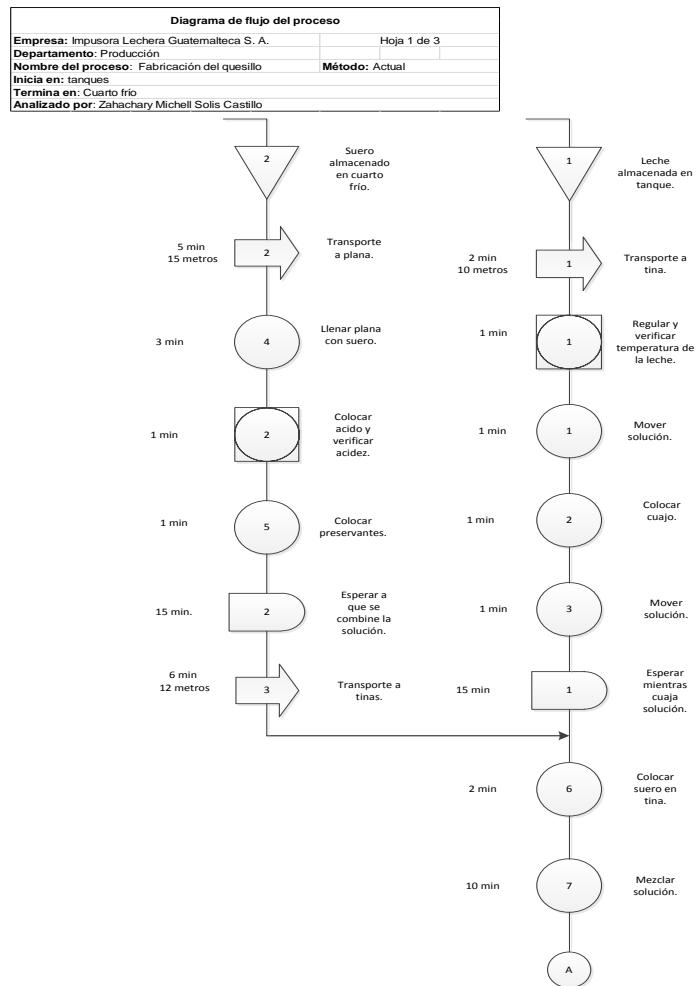 Diagrama de flujo del proceso
Empresa: Impusora Lechera Guatemalteca S. A. Hoja 1 de 3
Departamento: Producción
Nombre del proceso: Fabricación del quesillo Método: Actual
Inicia en: tanques
Termina en: Cuarto frío
Analizado por: Zahachary Michell Solis Castillo
2
Suero
almacenado
en cuarto
frío.
5 min
15 metros
2
Transporte
a plana.
3 min
4
Llenar plana
con suero.
1 min
2
Colocar
acido y
verificar
acidez.
1 min
5
Colocar
preservantes.
15 min.
2
Esperar a
que se
combine la
solución.
6 min
12 metros
3
Transporte a
tinas.
1
Leche
almacenada en
tanque.
2 min
10 metros
1
Transporte a
tina.
1 min
1
Regular y
verificar
temperatura de
la leche.
1 min
1
Mover
solución.
1 min
2
Colocar
cuajo.
1 min
3
Mover
solución.
15 min
1
Esperar
mientras
cuaja
solución.
2 min
6
Colocar
suero en
tina.
10 min
7
Mezclar
solución.
A